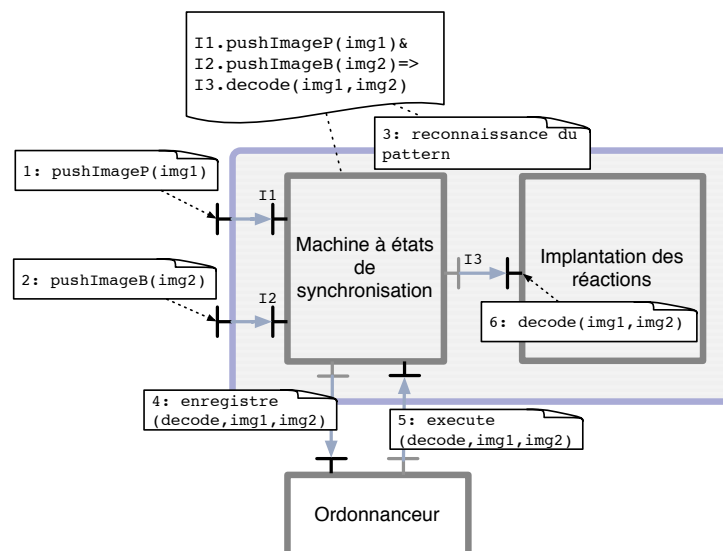 I1.pushImageP(img1)&
I2.pushImageB(img2)=>
I3.decode(img1,img2)
3: reconnaissance du
pattern
1: pushImageP(img1)
I1
Machine à états
de
synchronisation
I3
Implantation des
réactions
2: pushImageB(img2)
I2
6: decode(img1,img2)
4: enregistre
(decode,img1,img2)
5: execute
(decode,img1,img2)
Ordonnanceur